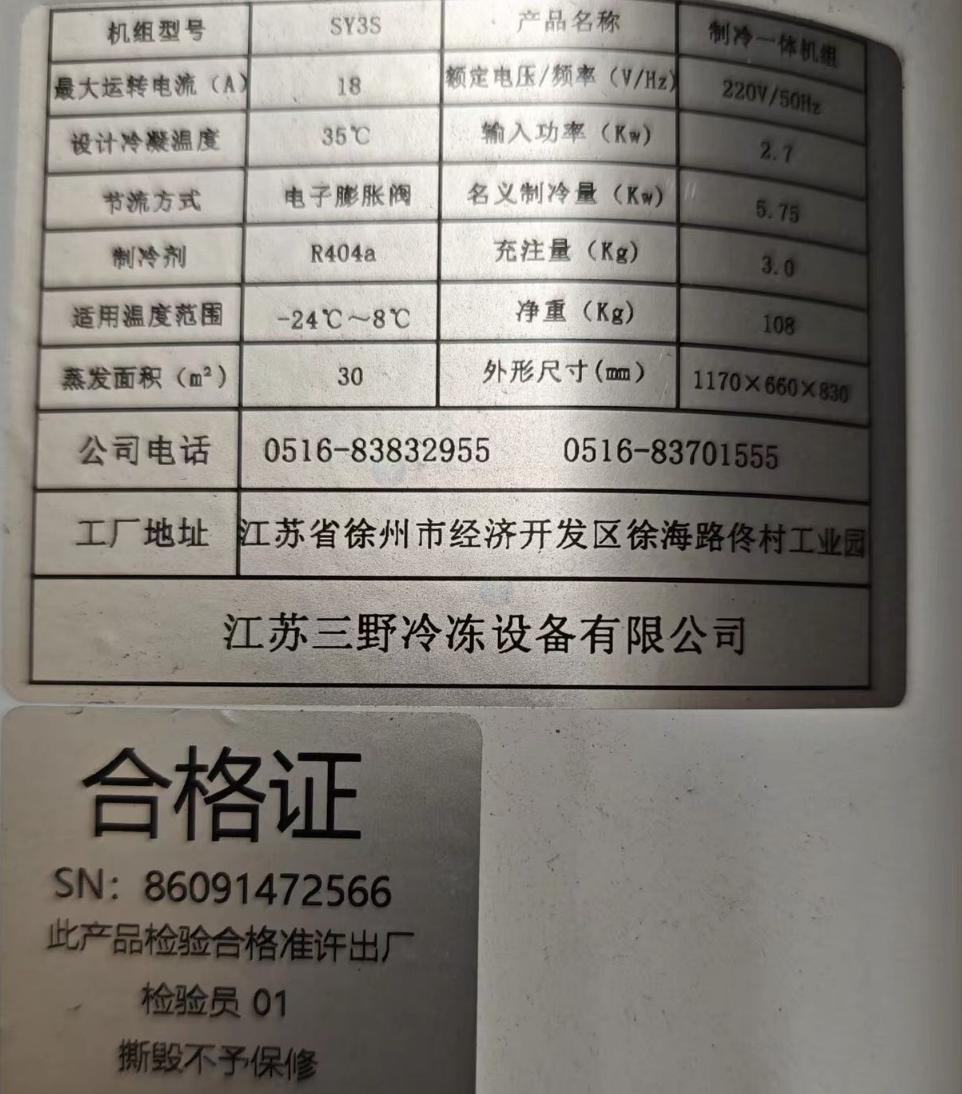 机组型号 SY3S 产品名称 制冷一体机组
最大运转电流（A） 18 额定电压/频率（V/Hz） 220V/50Hz
设计冷凝温度 35℃ 输入功率（Kw） 2.7
节流方式 电子膨胀阀 名义制冷量（Kw） 5.75
制冷剂 R404a 充注量（Kg） 3.0
适用温度范围 -24℃～8℃ 净重（Kg） 108
蒸发面积（m²） 30 外形尺寸(mm） 1170×660×830
公司电话 0516-83832955 0516-83701555
工厂地址 江苏省徐州市经济开发区徐海路佟村工业园
江苏三野冷冻设备有限公司
合格证
SN：86091472566
此产品检验合格准许出厂
检验员 01
撕毁不予保修